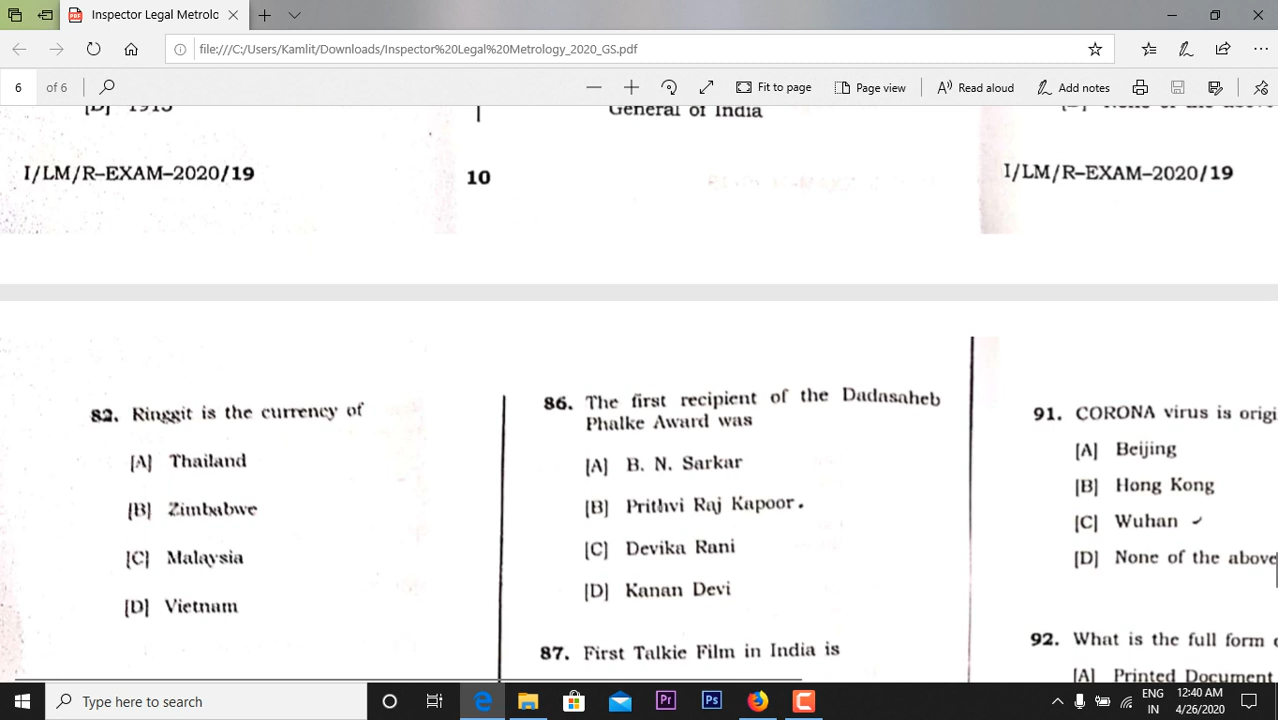 Inspector Legal Metrolo
file:///C:/Users/Kamlit/Downloads/Inspector%20Legal%20Metrology_2020_GS.pdf
6 of 6
Fit to page
Page view
Read aloud
Add notes
[D] 1913
General of India
I/LM/R–EXAM–2020/19
10
I/LM/R–EXAM–2020/19
82. Ringgit is the currency of
[A] Thailand
[B] Zimbabwe
[C] Malaysia
[D] Vietnam
86. The first recipient of the Dadasaheb
Phalke Award was
[A] B. N. Sarkar
[B] Prithvi Raj Kapoor.
[C] Devika Rani
[D] Kanan Devi
87. First Talkie Film in India is
91. CORONA virus is origi
[A] Beijing
[B] Hong Kong
[C] Wuhan
[D] None of the above
92. What is the full form
[A] Printed Document
Type here to search
Pr
Ps
ENG
IN
12:40 AM
4/26/2020